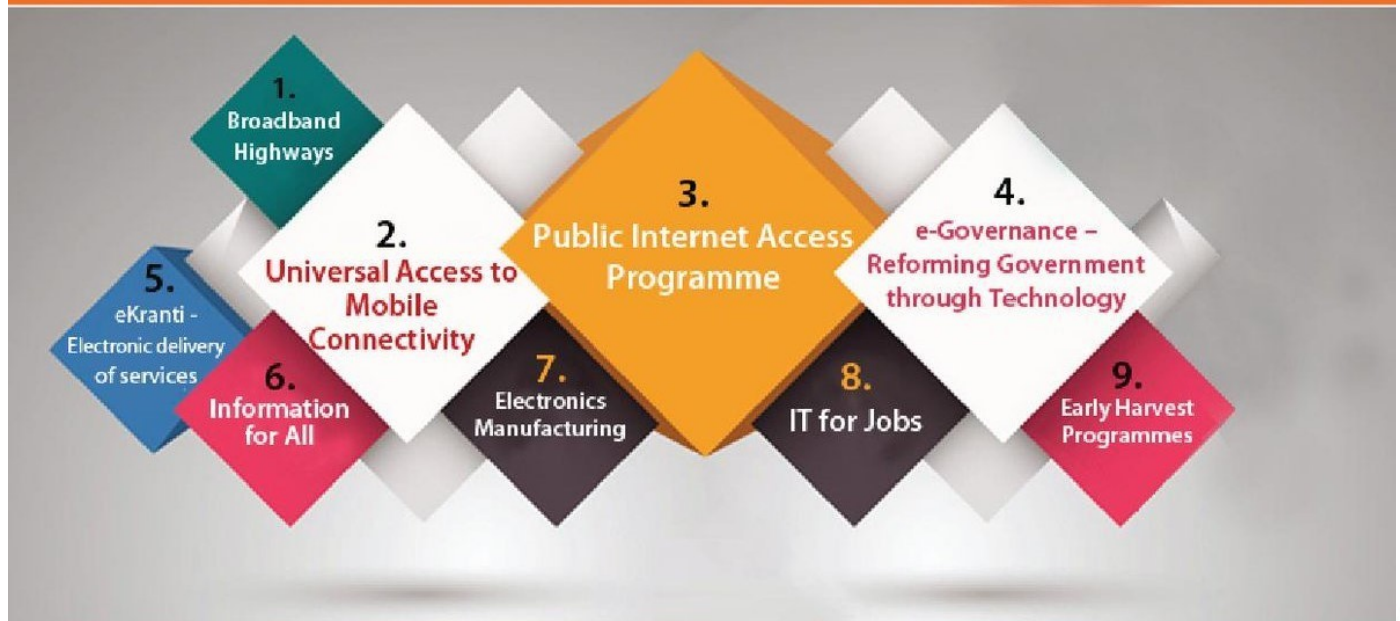 1.
Broadband
Highways
2.
Universal Access to
Mobile
Connectivity
3.
Public Internet Access
Programme
4.
e-Governance –
Reforming Government
through Technology
5.
eKranti -
Electronic delivery
of services
6.
Information
for All
7.
Electronics
Manufacturing
8.
IT for Jobs
9.
Early Harvest
Programmes